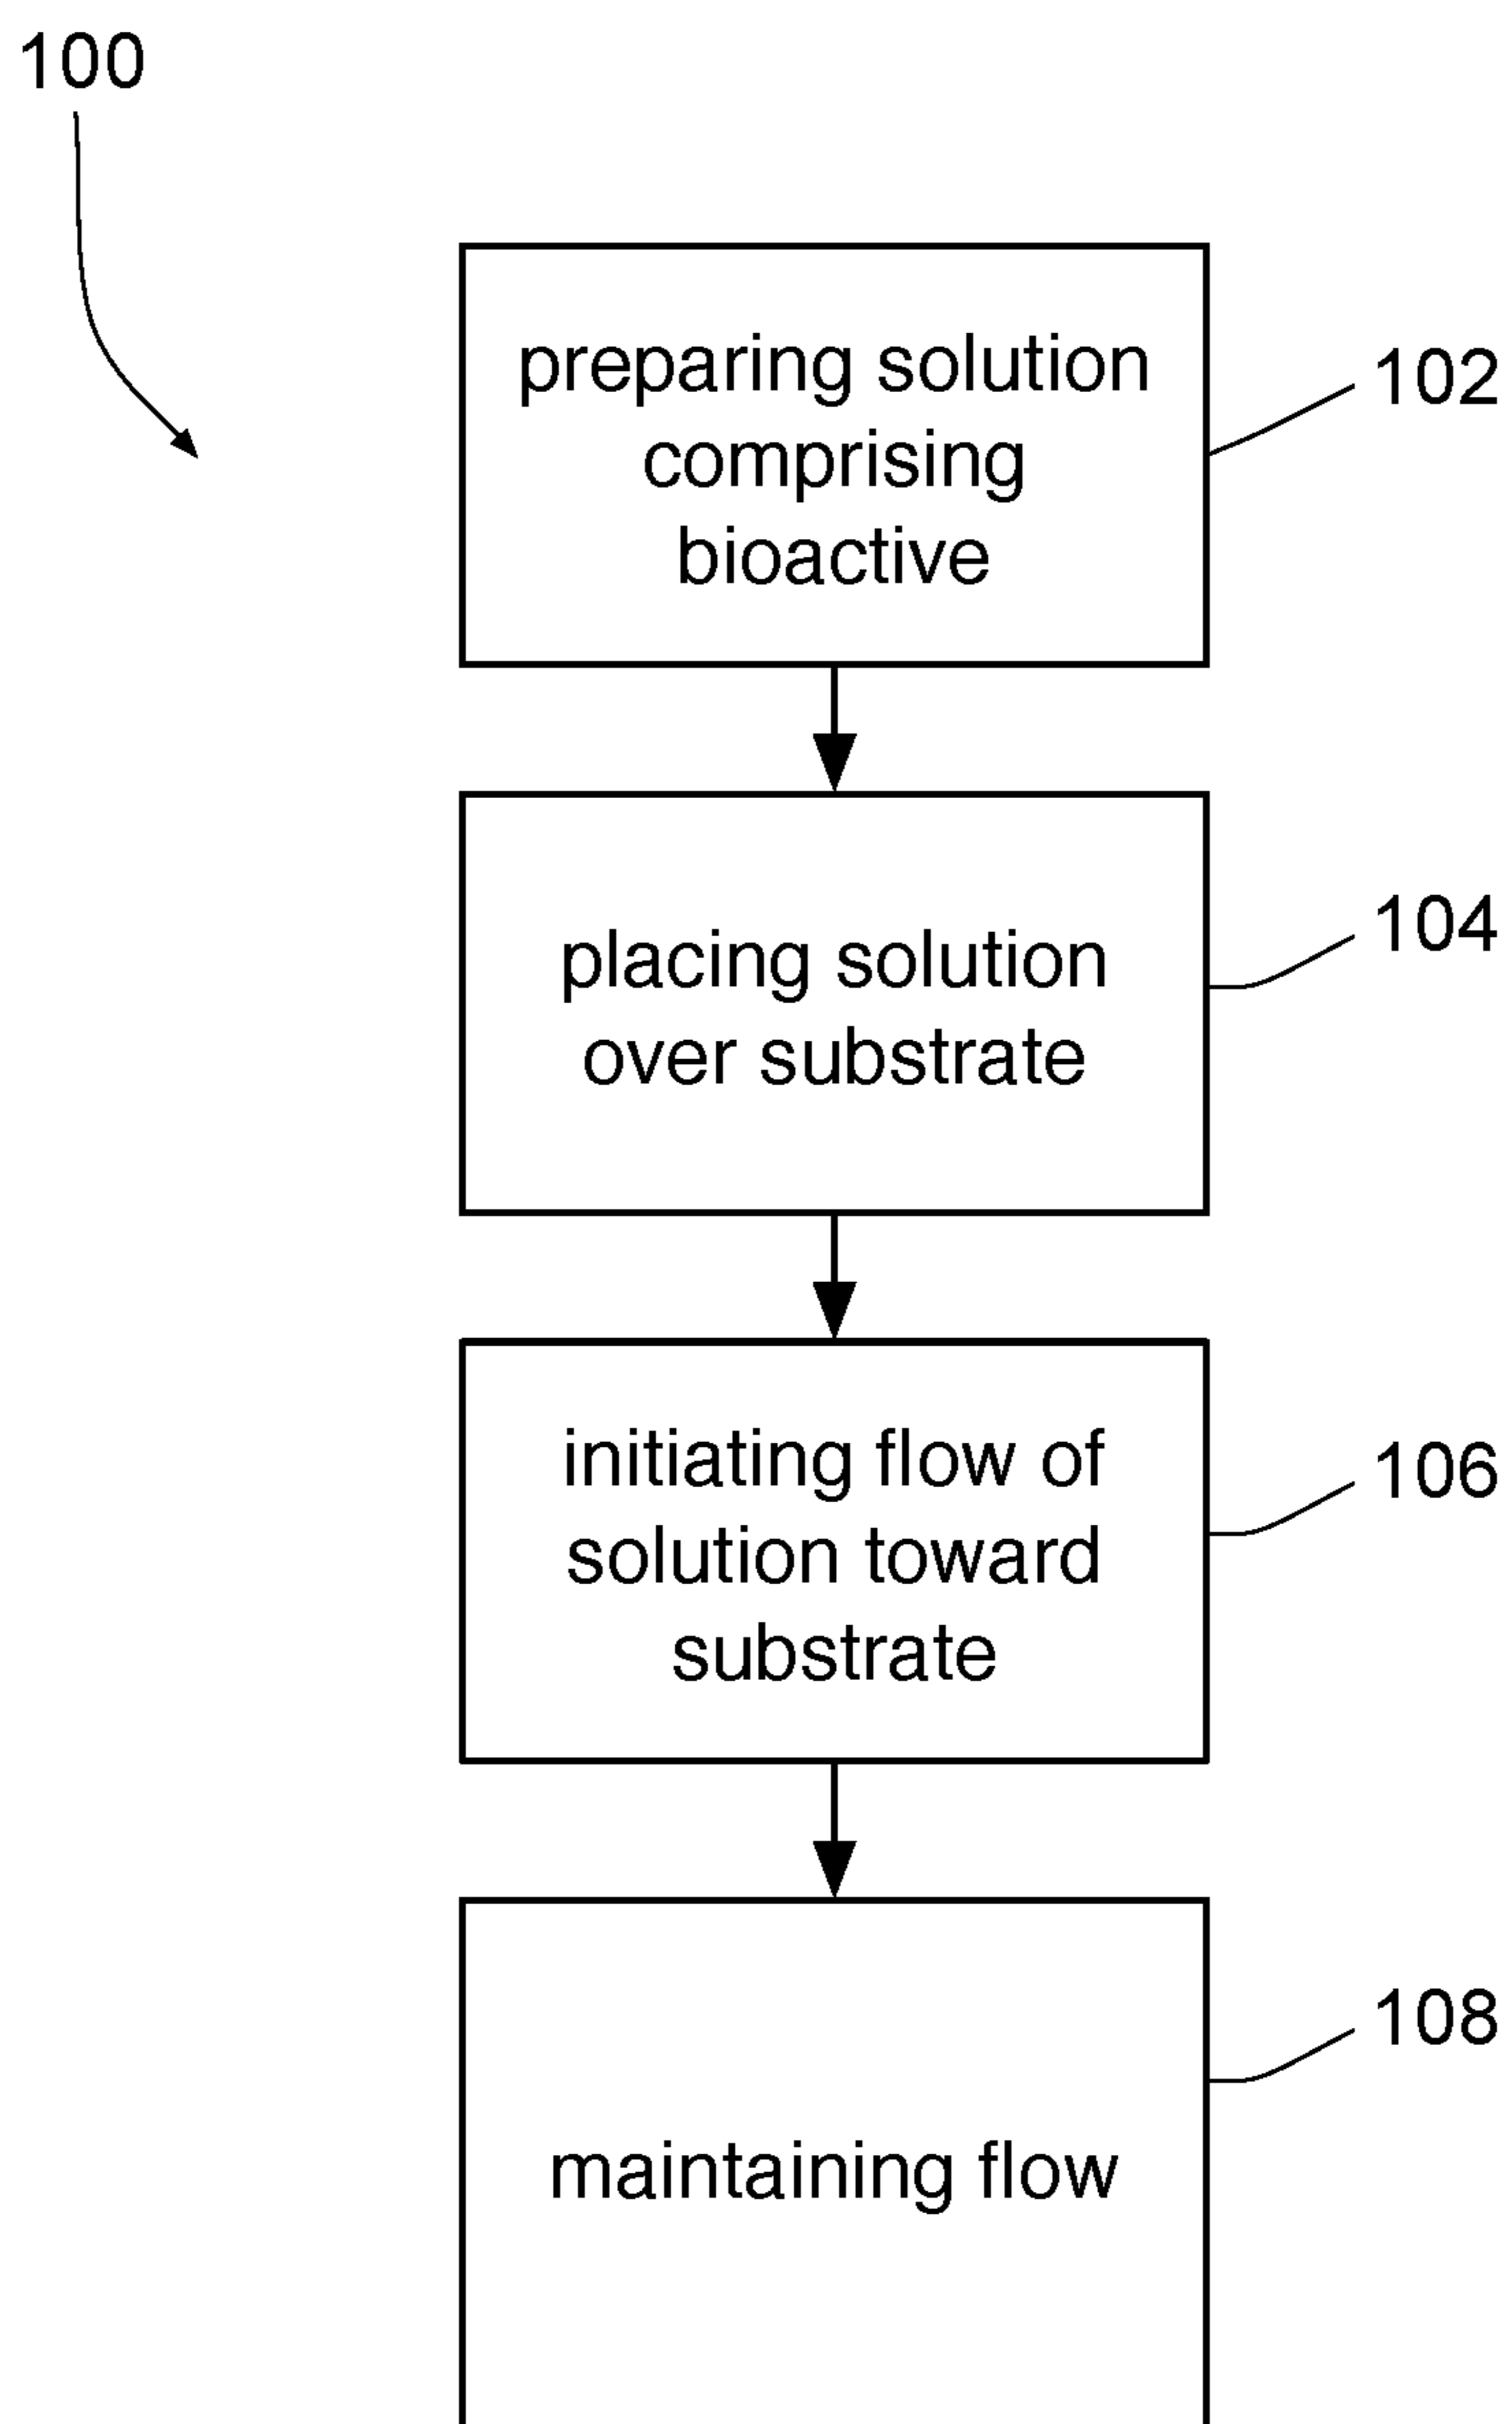 100
preparing solution
comprising
bioactive
102
placing solution
over substrate
104
initiating flow of
solution toward
substrate
106
maintaining flow
108